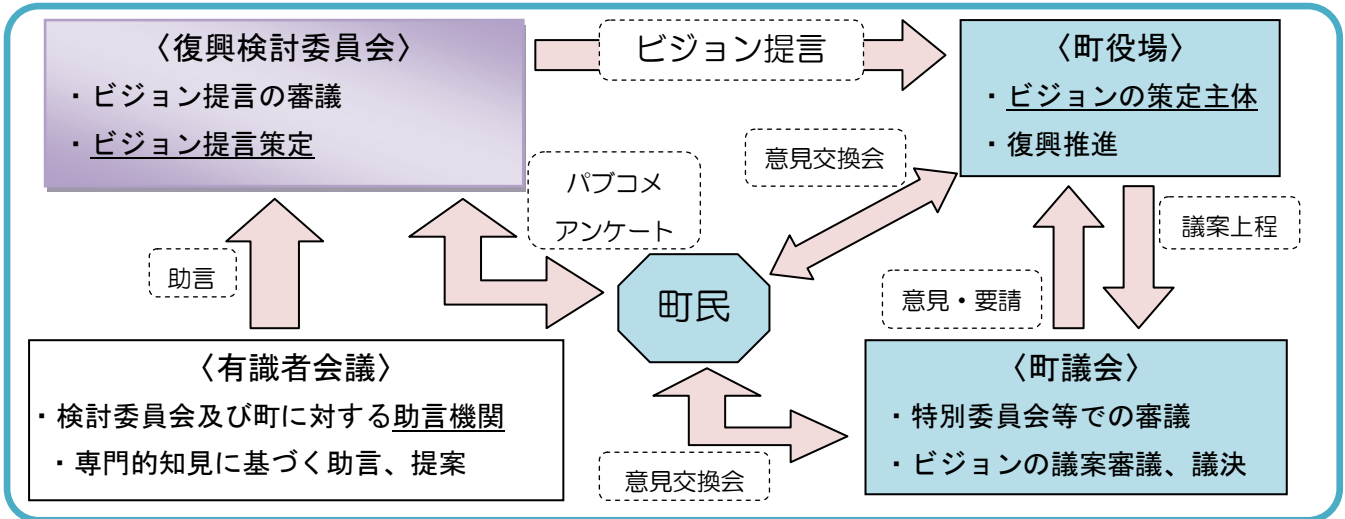 〈復興検討委員会〉
・ビジョン提言の審議
・ビジョン提言策定
ビジョン提言
〈町役場〉
・ビジョンの策定主体
・復興推進
パブコメ
アンケート
意見交換会
議案上程
助言
町民
意見・要請
〈有識者会議〉
・検討委員会及び町に対する助言機関
・専門的知見に基づく助言、提案
意見交換会
〈町議会〉
・特別委員会等での審議
・ビジョンの議案審議、議決